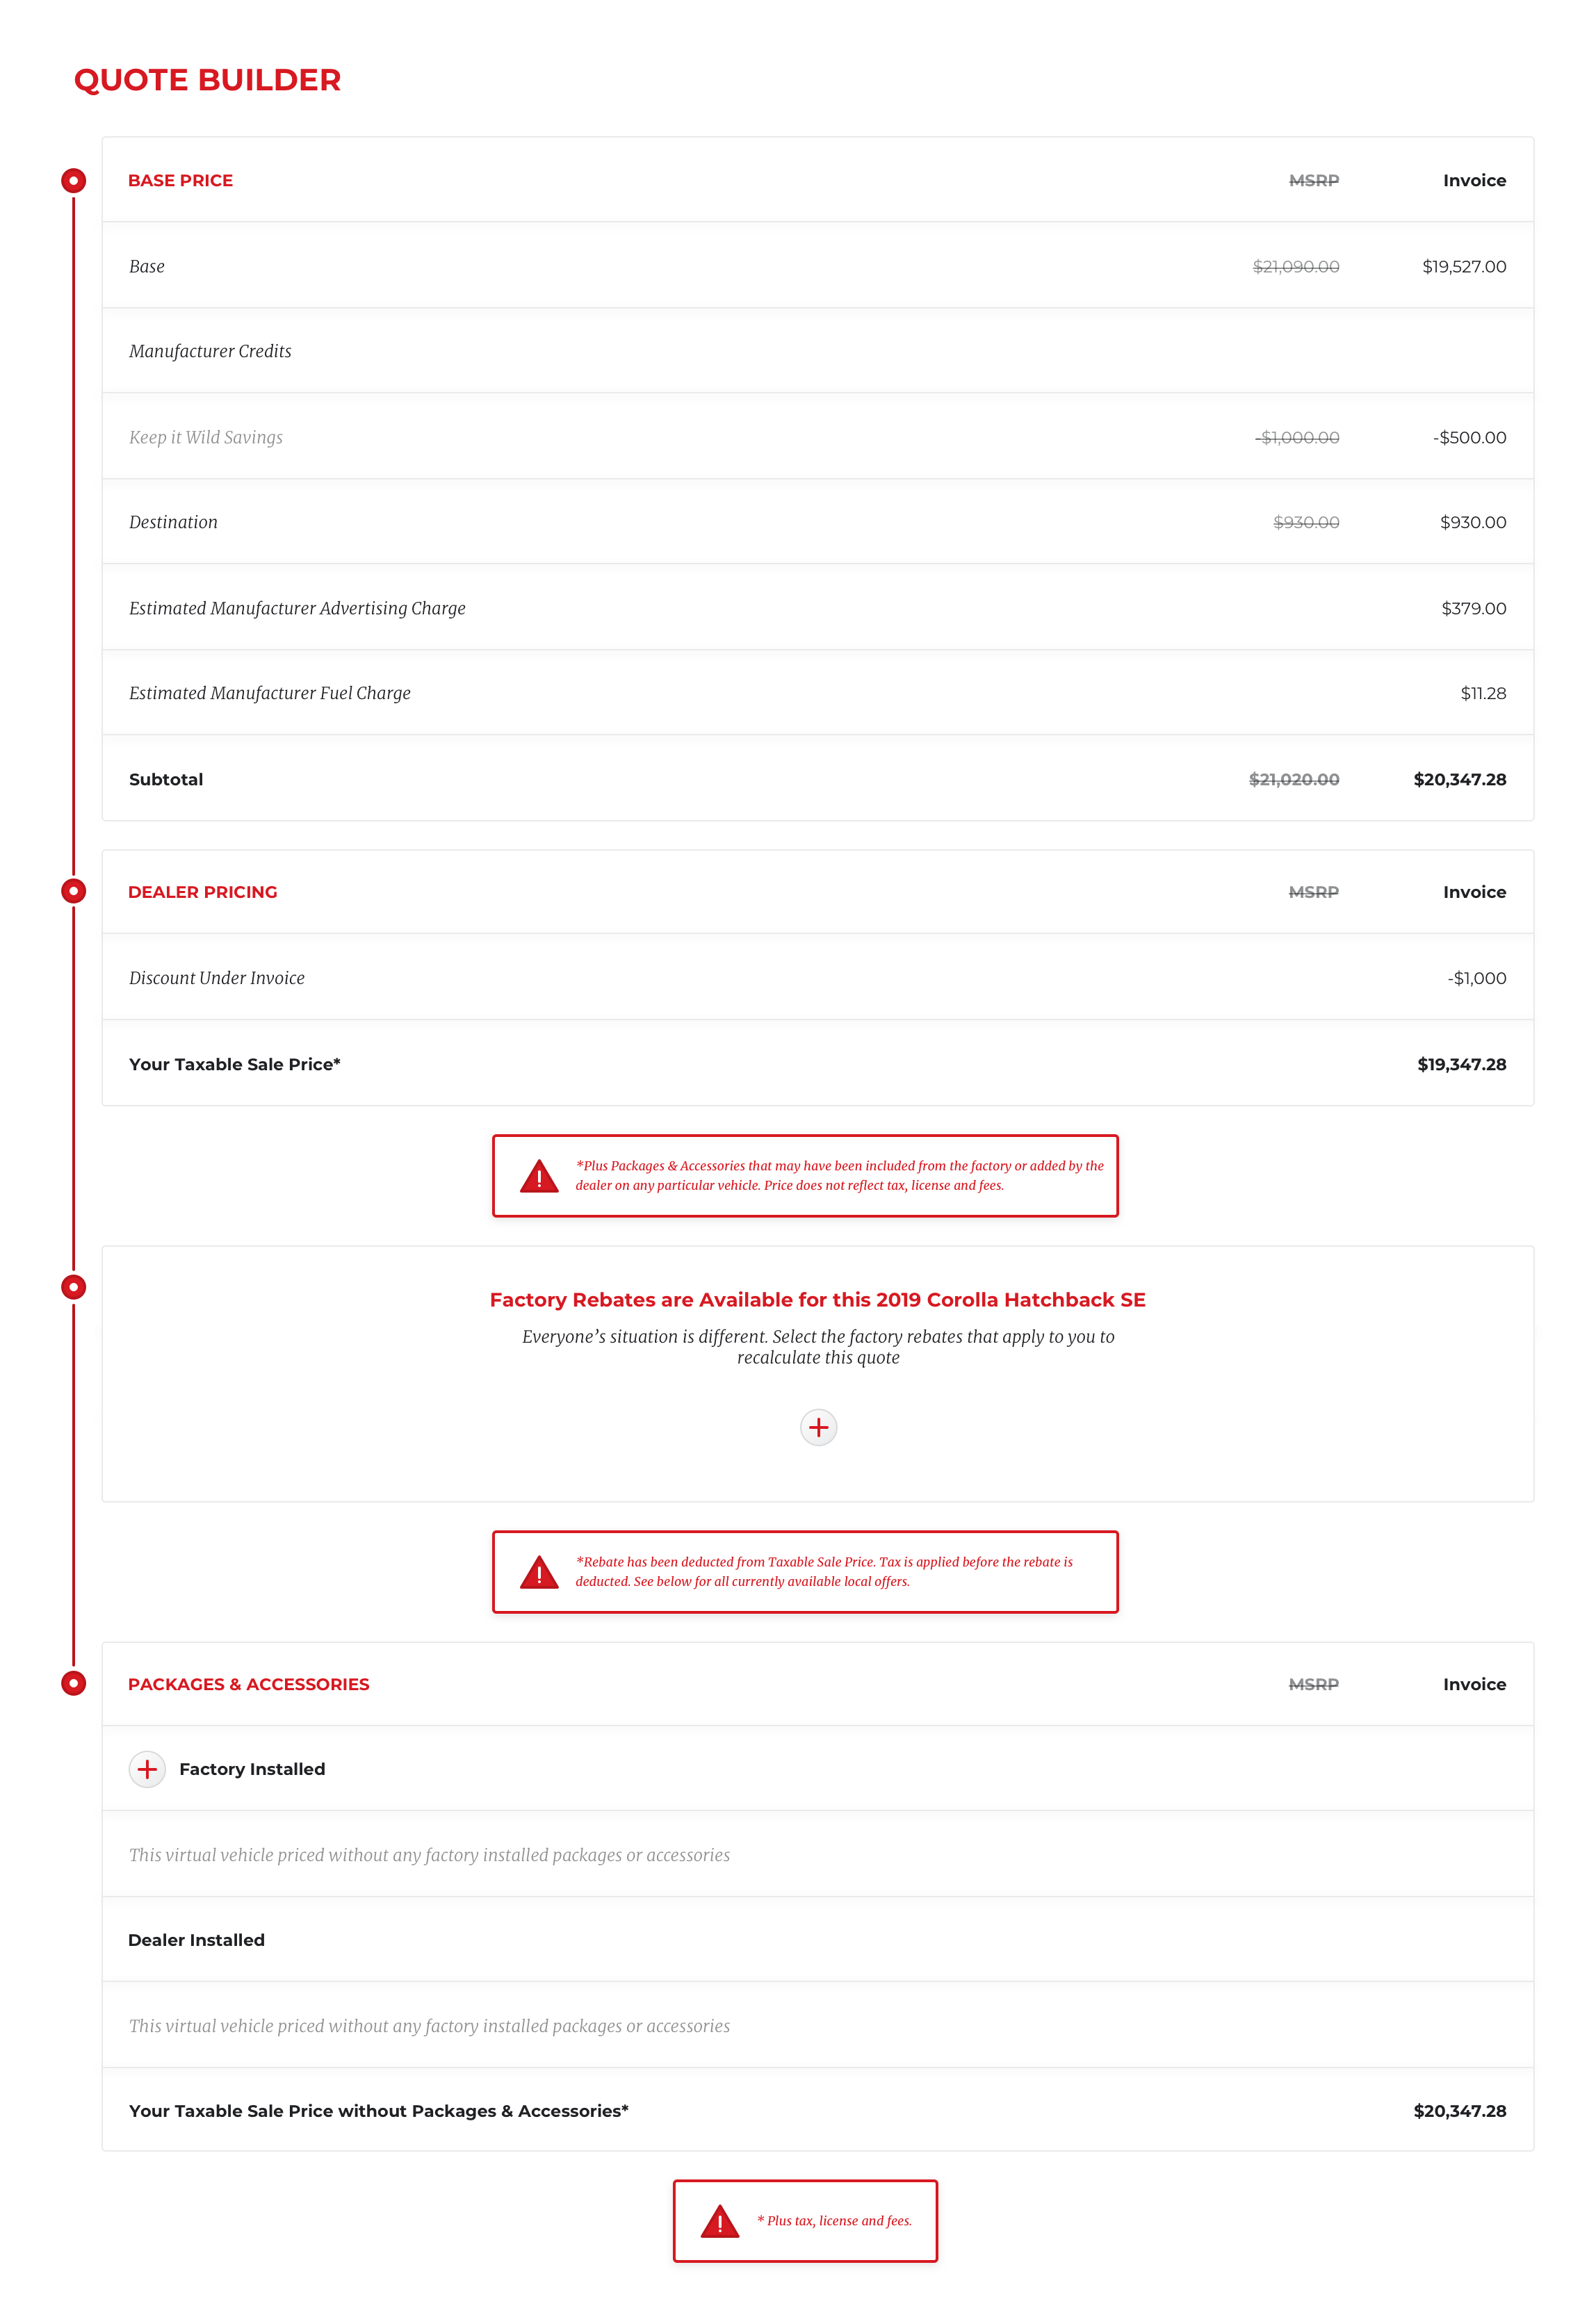 QUOTE BUILDER
BASE PRICE MSRP Invoice
Base $21,090.00 $19,527.00
Manufacturer Credits
Keep it Wild Savings -$1,000.00 -$500.00
Destination $930.00 $930.00
Estimated Manufacturer Advertising Charge $379.00
Estimated Manufacturer Fuel Charge $11.28
Subtotal $21,020.00 $20,347.28
DEALER PRICING MSRP Invoice
Discount Under Invoice -$1,000
Your Taxable Sale Price* $19,347.28
*Plus Packages & Accessories that may have been included from the factory or added by the
dealer on any particular vehicle. Price does not reflect tax, license and fees.
Factory Rebates are Available for this 2019 Corolla Hatchback SE
Everyone’s situation is different. Select the factory rebates that apply to you to
recalculate this quote
*Rebate has been deducted from Taxable Sale Price. Tax is applied before the rebate is
deducted. See below for all currently available local offers.
PACKAGES & ACCESSORIES MSRP Invoice
Factory Installed
This virtual vehicle priced without any factory installed packages or accessories
Dealer Installed
This virtual vehicle priced without any factory installed packages or accessories
Your Taxable Sale Price without Packages & Accessories* $20,347.28
* Plus tax, license and fees.